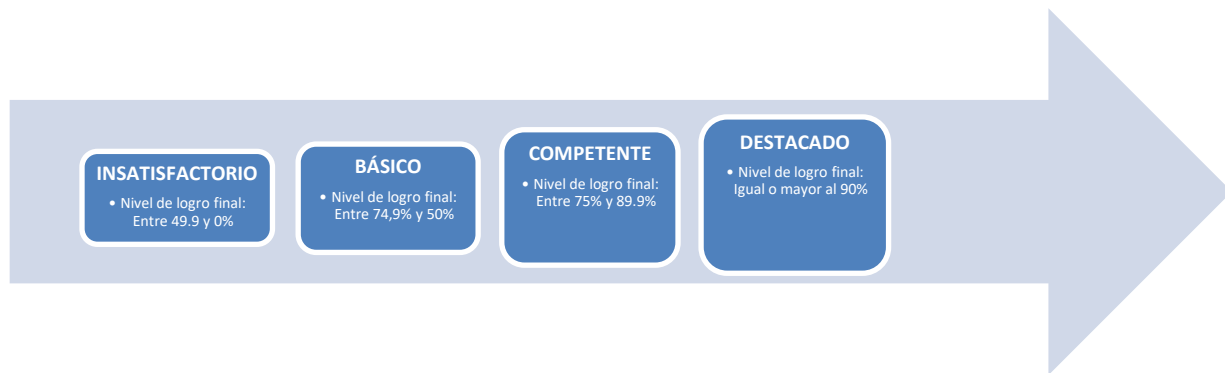 INSATISFACTORIO
• Nivel de logro final:
Entre 49.9 y 0%
BÁSICO
• Nivel de logro final:
Entre 74,9% y 50%
COMPETENTE
• Nivel de logro final:
Entre 75% y 89.9%
DESTACADO
• Nivel de logro final:
Igual o mayor al 90%